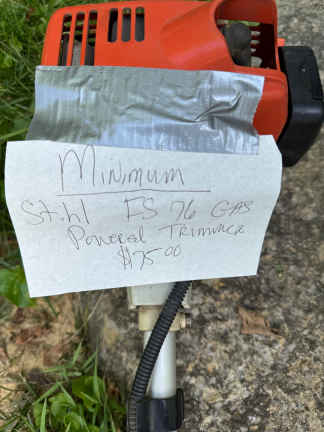 Minimum
Stihl FS 76 GAS
Powered Trimmer
$75.00